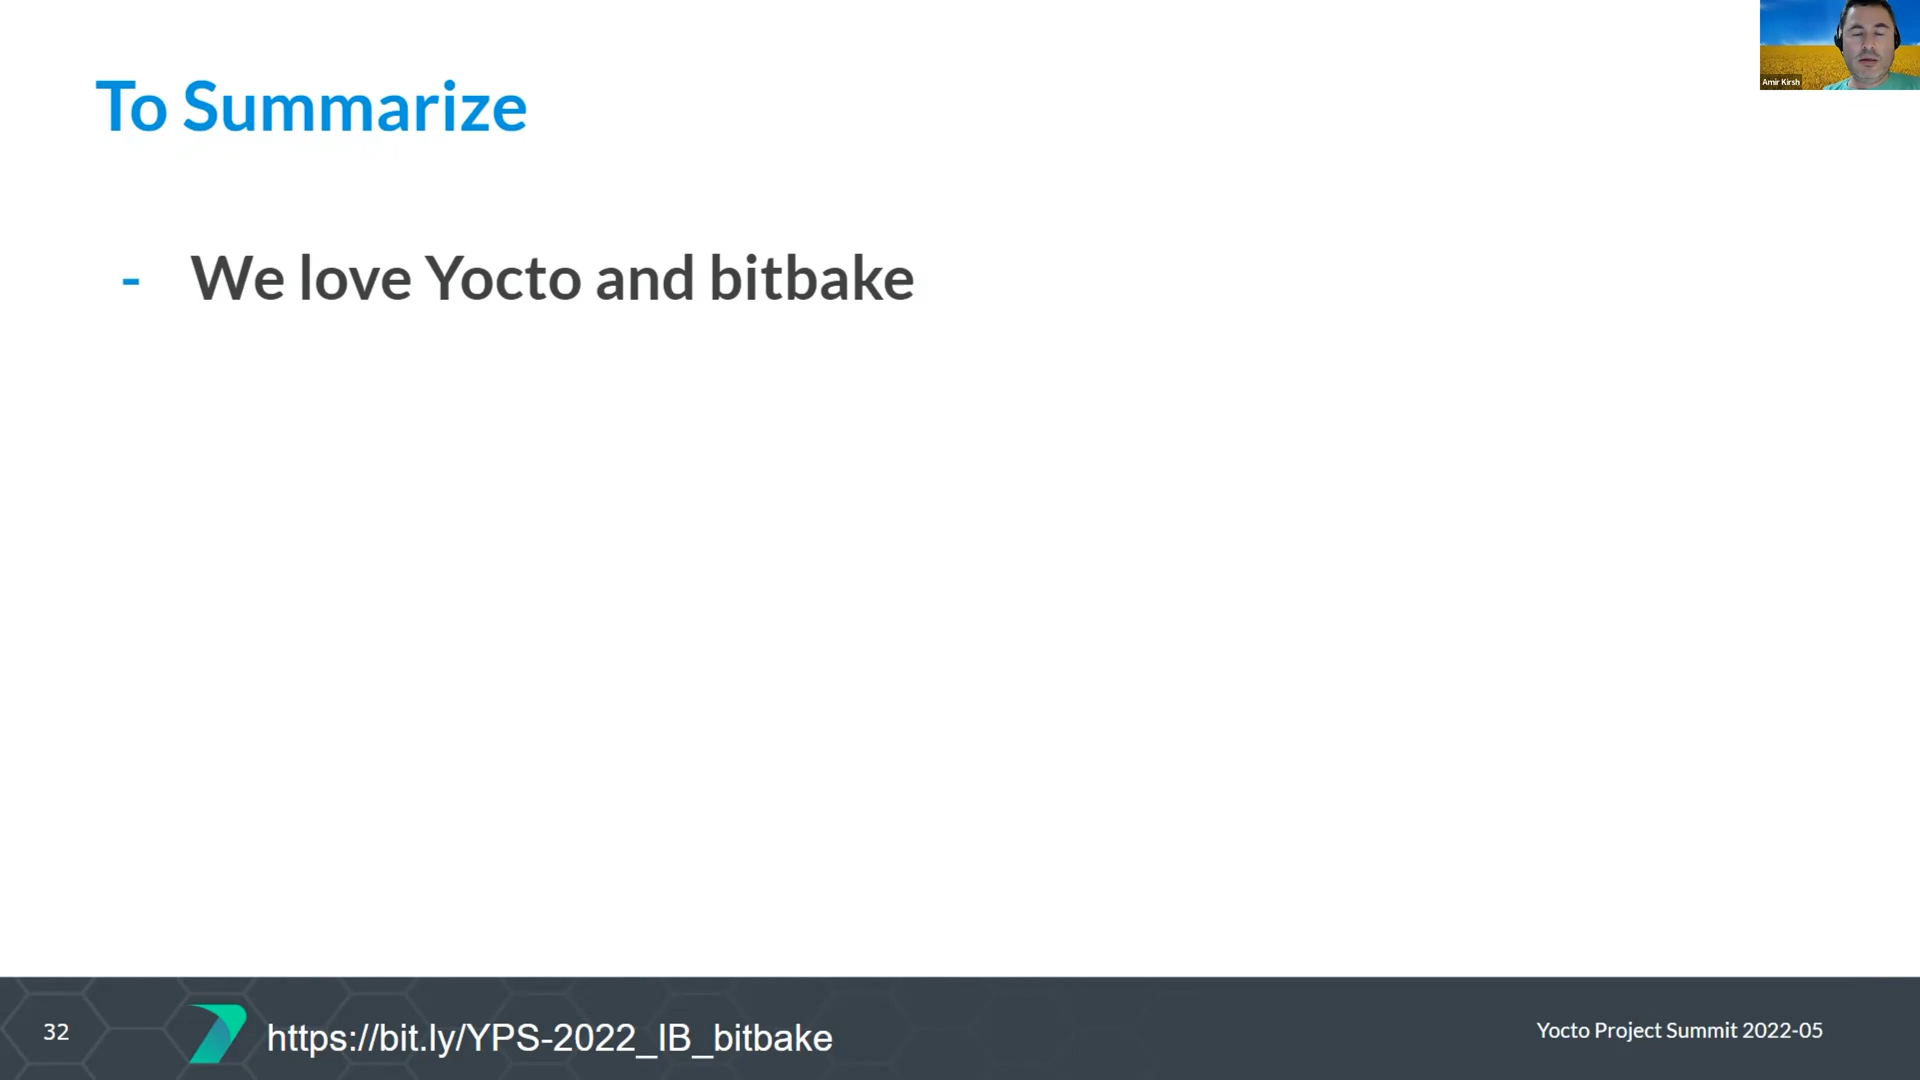 Amir Kirsh
To Summarize
- We love Yocto and bitbake
32
https://bit.ly/YPS-2022_IB_bitbake
Yocto Project Summit 2022-05